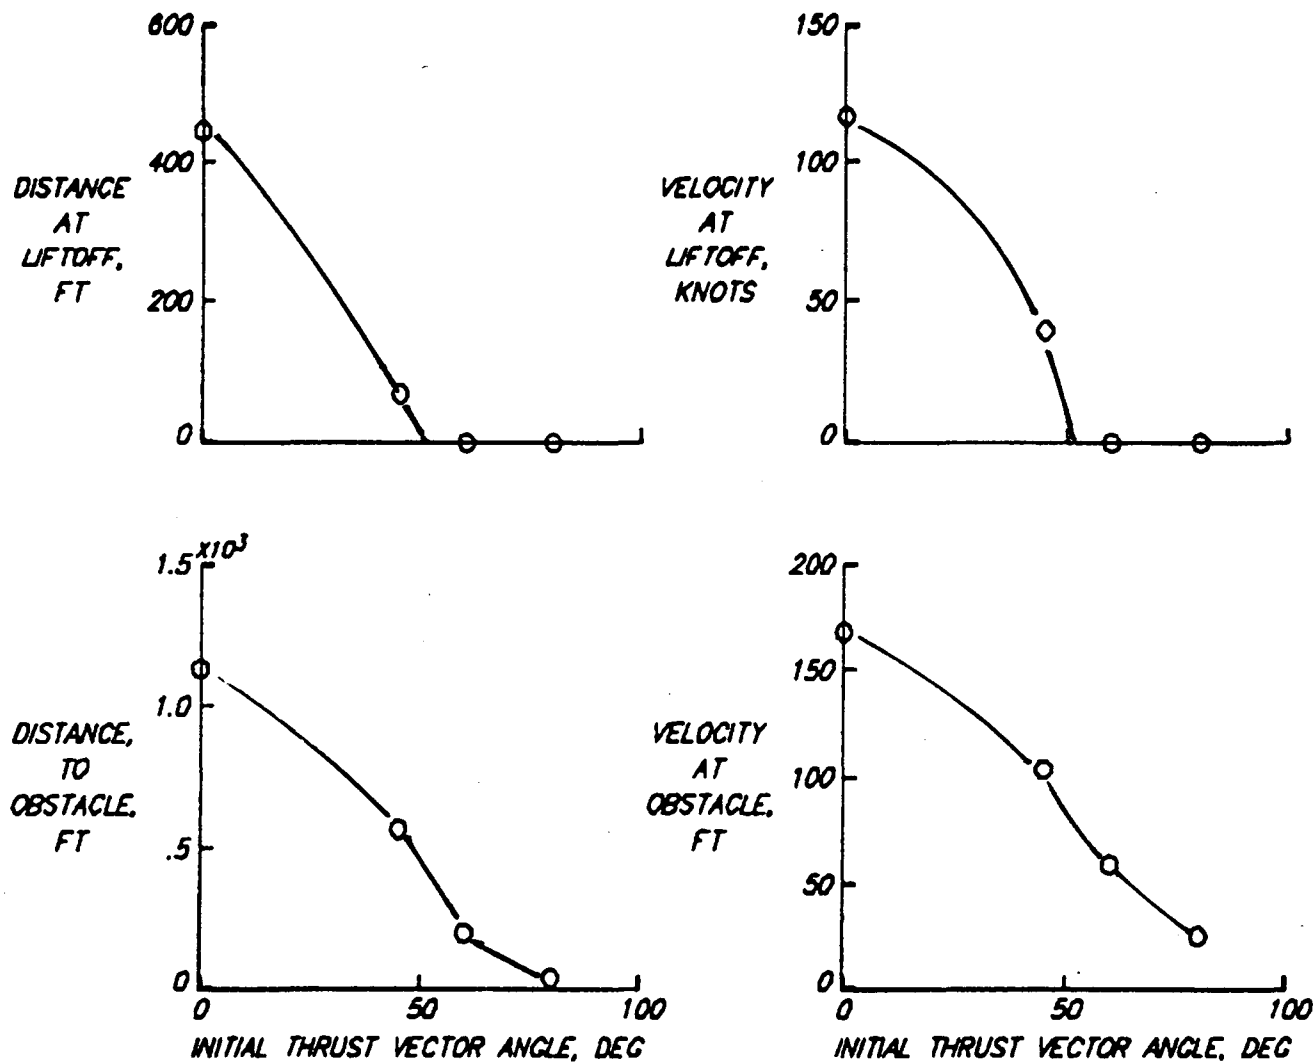 600
400
200
0
DISTANCE
AT
LIFTOFF,
FT
150
100
50
0
VELOCITY
AT
LIFTOFF,
KNOTS
1.5 X10³
1.0
.5
0
DISTANCE,
TO
OBSTACLE,
FT
0 50 100
INITIAL THRUST VECTOR ANGLE, DEG
200
150
100
50
0
VELOCITY
AT
OBSTACLE,
FT
0 50 100
INITIAL THRUST VECTOR ANGLE, DEG